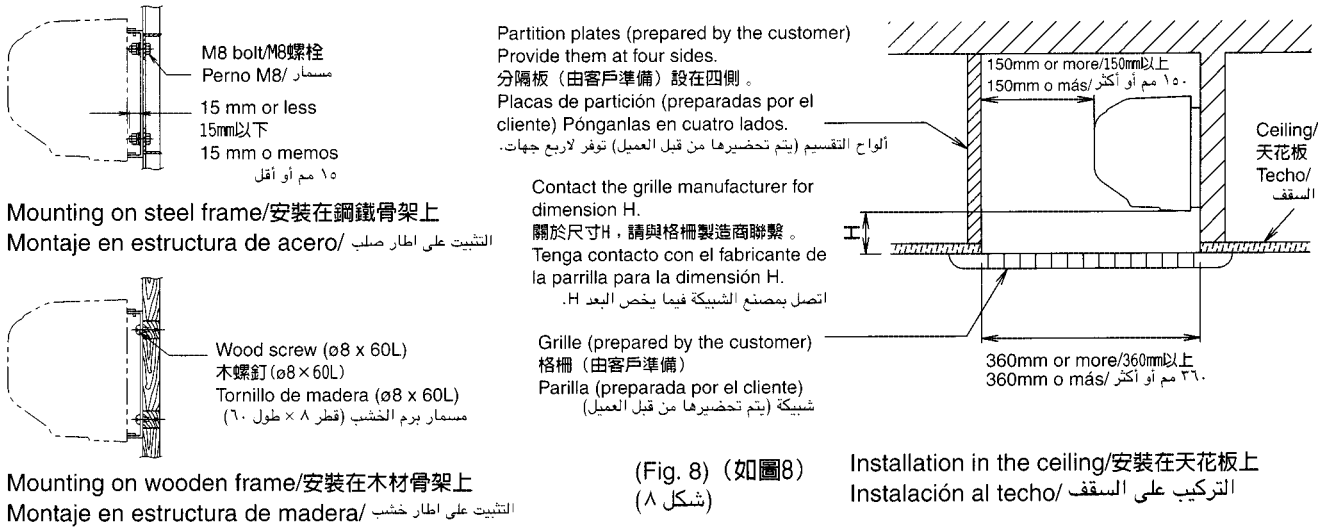 M8 bolt/M8螺栓
Perno M8/ مسمار
15 mm or less
15mm以下
15 mm o memos
١٥ مم أو أقل
Mounting on steel frame/安裝在鋼鐵骨架上
Montaje en estructura de acero/ التثبيت على اطار صلب
Wood screw (ø8 x 60L)
木螺釘(ø8×60L)
Tornillo de madera (ø8 x 60L)
مسمار برم الخشب (قطر ٨ × طول ٦٠)
Mounting on wooden frame/安裝在木材骨架上
Montaje en estructura de madera/ التثبيت على اطار خشب
Partition plates (prepared by the customer)
Provide them at four sides.
分隔板（由客戶準備）設在四側。
Placas de partición (preparadas por el
cliente) Pónganlas en cuatro lados.
ألواح التقسيم (يتم تحضيرها من قبل العميل) توفر لاربع جهات.
Contact the grille manufacturer for
dimension H.
關於尺寸H，請與格柵製造商聯繫。
Tenga contacto con el fabricante de
la parrilla para la dimensión H.
اتصل بمصنع الشبيكة فيما يخص البعد H.
Grille (prepared by the customer)
格柵（由客戶準備）
Parilla (preparada por el cliente)
شبيكة (يتم تحضيرها من قبل العميل)
150mm or more/150mm以上
150mm o más/ ١٥٠ مم أو أكثر
Ceiling/
天花板
Techo/
السقف
H
360mm or more/360mm以上
360mm o más/ ٣٦٠ مم أو أكثر
(Fig. 8)（如圖8）
(شكل ٨)
Installation in the ceiling/安裝在天花板上
Instalación al techo/ التركيب على السقف